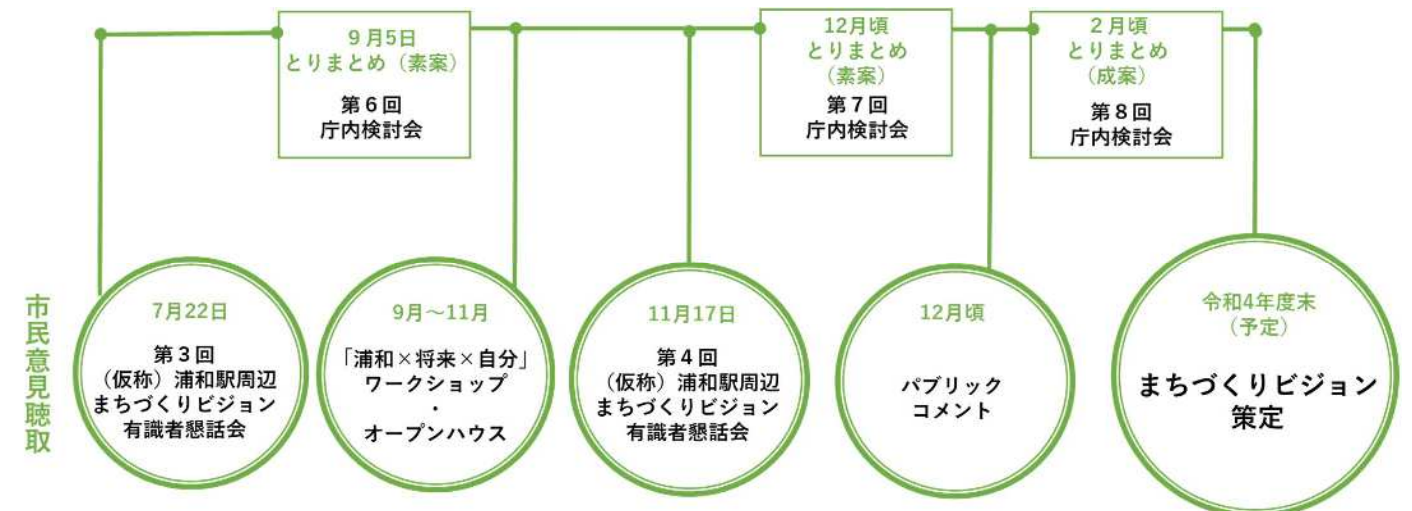 9月5日
とりまとめ（素案）
第6回
庁内検討会
12月頃
とりまとめ
（素案）
第7回
庁内検討会
2月頃
とりまとめ
（成案）
第8回
庁内検討会
市民意見聴取
7月22日
第3回
（仮称）浦和駅周辺
まちづくりビジョン
有識者懇話会
9月～11月
「浦和×将来×自分」
ワークショップ
・
オープンハウス
11月17日
第4回
（仮称）浦和駅周辺
まちづくりビジョン
有識者懇話会
12月頃
パブリック
コメント
令和4年度末
（予定）
まちづくりビジョン
策定